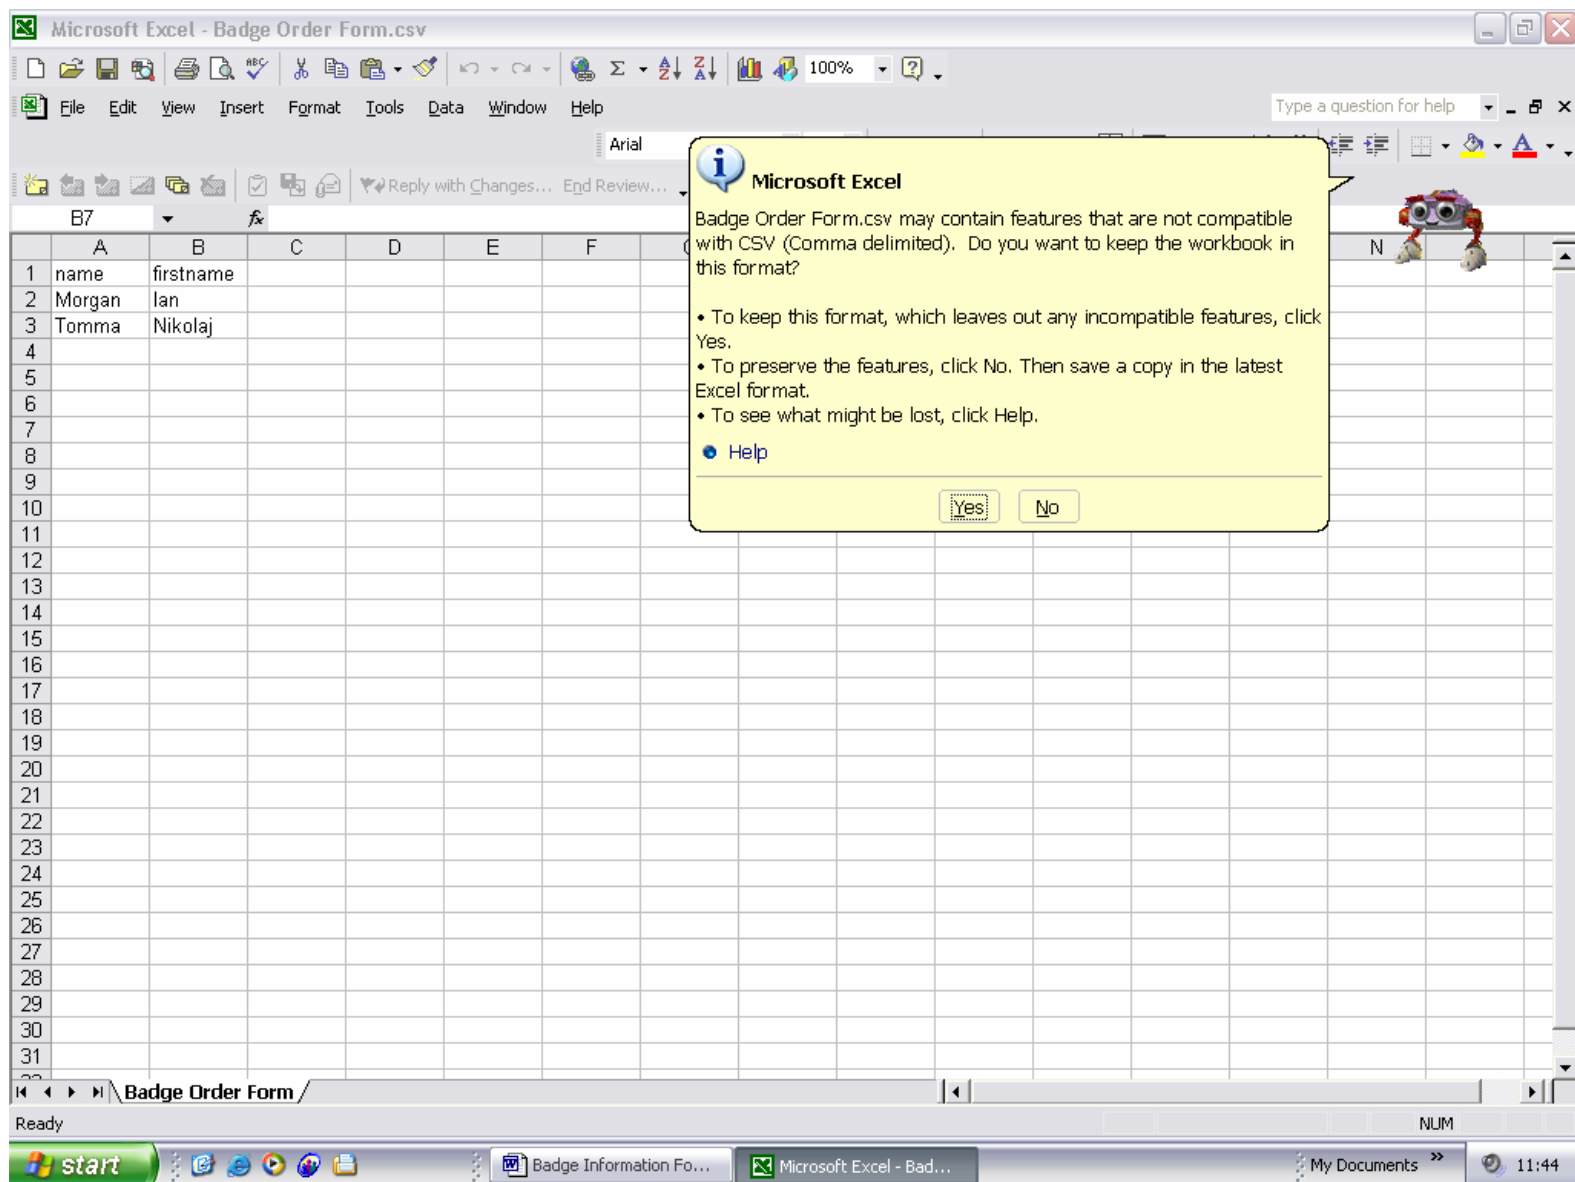 Microsoft Excel - Badge Order Form.csv
100%
File Edit View Insert Format Tools Data Window Help
Type a question for help
Arial
Reply with Changes... End Review...
B7
fx
A B C D E F N
1 name firstname
2 Morgan Ian
3 Tomma Nikolaj
4
5
6
7
8
9
10
11
12
13
14
15
16
17
18
19
20
21
22
23
24
25
26
27
28
29
30
31
Microsoft Excel
Badge Order Form.csv may contain features that are not compatible
with CSV (Comma delimited). Do you want to keep the workbook in
this format?
• To keep this format, which leaves out any incompatible features, click
Yes.
• To preserve the features, click No. Then save a copy in the latest
Excel format.
• To see what might be lost, click Help.
Help
Yes No
Badge Order Form
Ready
NUM
start
Badge Information Fo...
Microsoft Excel - Bad...
My Documents »
11:44